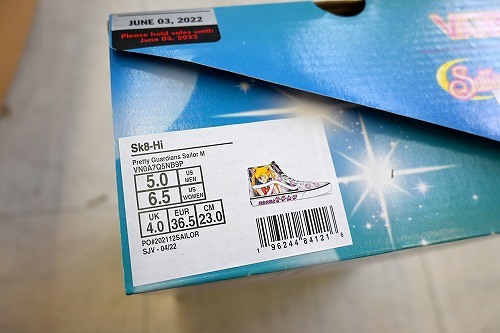 JUNE 03, 2022
Please hold sales until:
June 03, 2022
VANS
Sailor
Sk8-Hi
Pretty Guardians Sailor M
VN0A7Q5NB9P
5.0 US MEN
6.5 US WOMEN
UK EUR CM
4.0 36.5 23.0
PO#202112SAILOR
SJV - 04/22
1 96244 84121 8